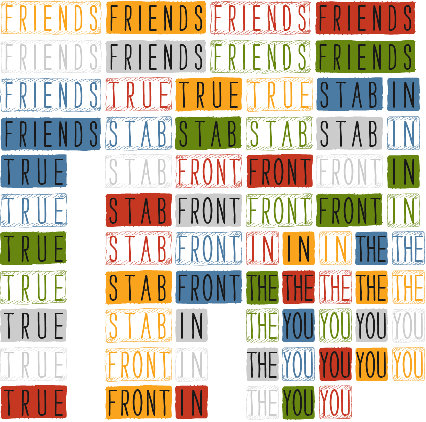 FRIENDS FRIENDS FRIENDS FRIENDS
FRIENDS FRIENDS FRIENDS FRIENDS
FRIENDS TRUE TRUE TRUE STAB IN
FRIENDS STAB STAB STAB STAB IN
TRUE STAB FRONT FRONT FRONT IN
TRUE STAB FRONT FRONT FRONT IN
TRUE STAB FRONT IN IN IN THE THE
TRUE STAB FRONT THE THE THE THE THE
TRUE STAB IN THE YOU YOU YOU YOU
TRUE FRONT IN THE YOU YOU YOU YOU
TRUE FRONT IN THE YOU YOU